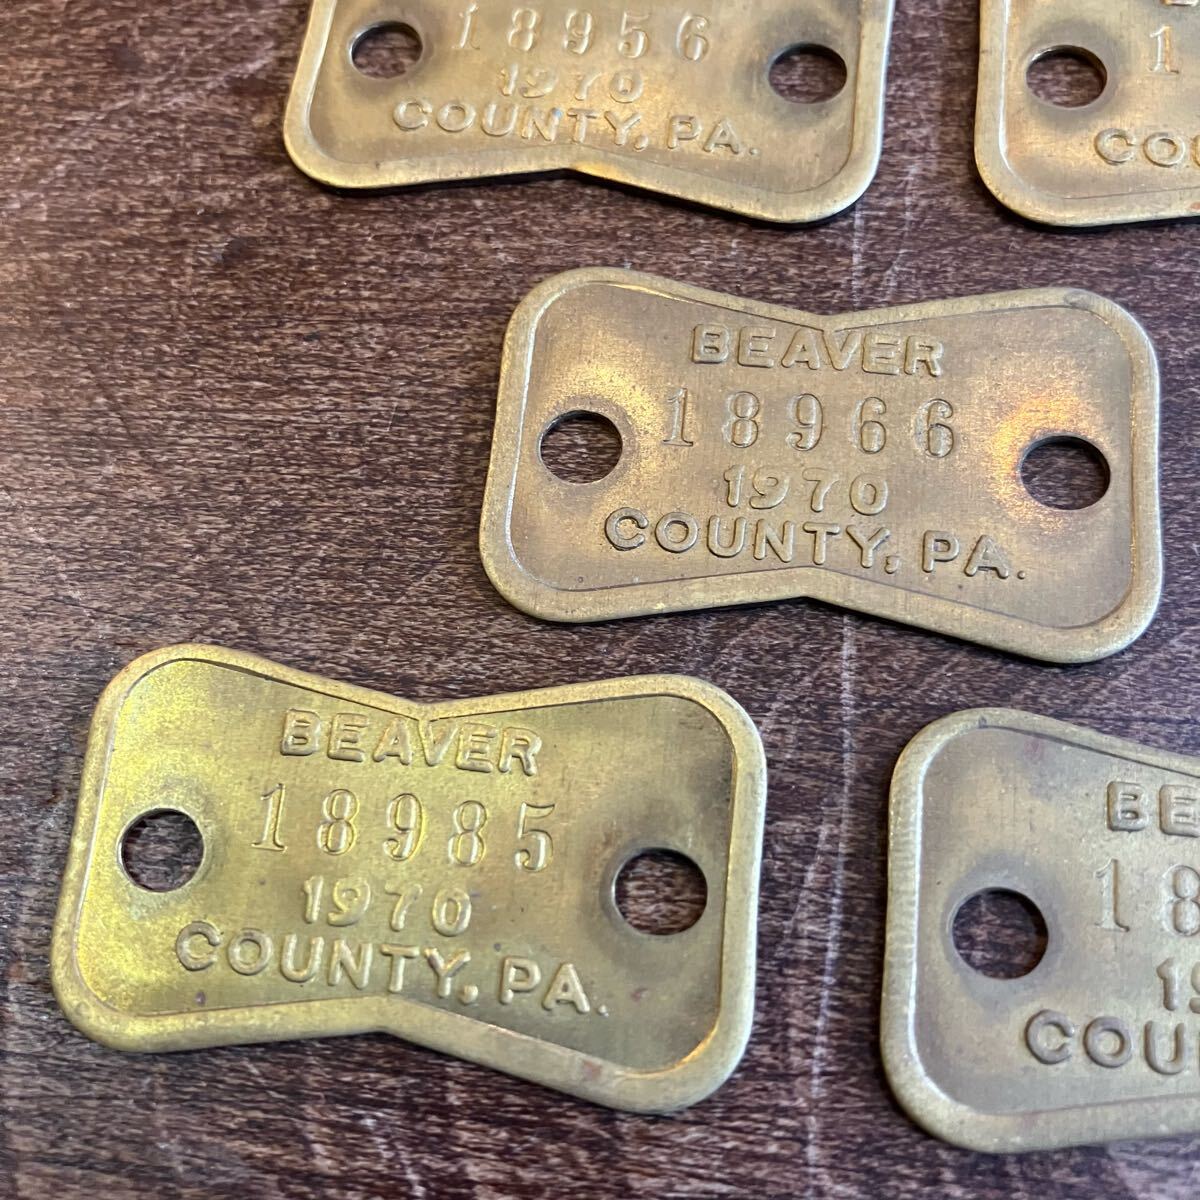 18956
1970
COUNTY, PA.
BEAVER
18966
1970
COUNTY, PA.
BEAVER
18985
1970
COUNTY, PA.